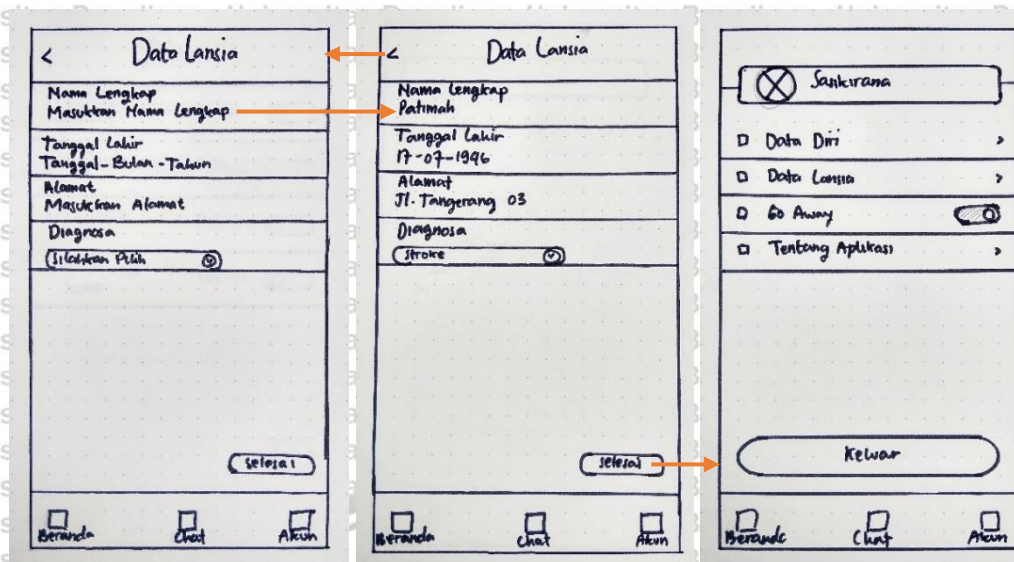 < Data Lansia
Nama Lengkap
Masukkan Nama Lengkap
Tanggal Lahir
Tanggal-Bulan-Tahun
Alamat
Masukkan Alamat
Diagnosa
Silahkan Pilih
Selesai
Beranda Chat Akun
< Data Lansia
Nama Lengkap
Patimah
Tanggal Lahir
17-07-1946
Alamat
Jl. Tangerang 03
Diagnosa
Stroke
Selesai
Beranda Chat Akun
Sankirana
Data Diri >
Data Lansia >
Go Away
Tentang Aplikasi >
Keluar
Beranda Chat Akun